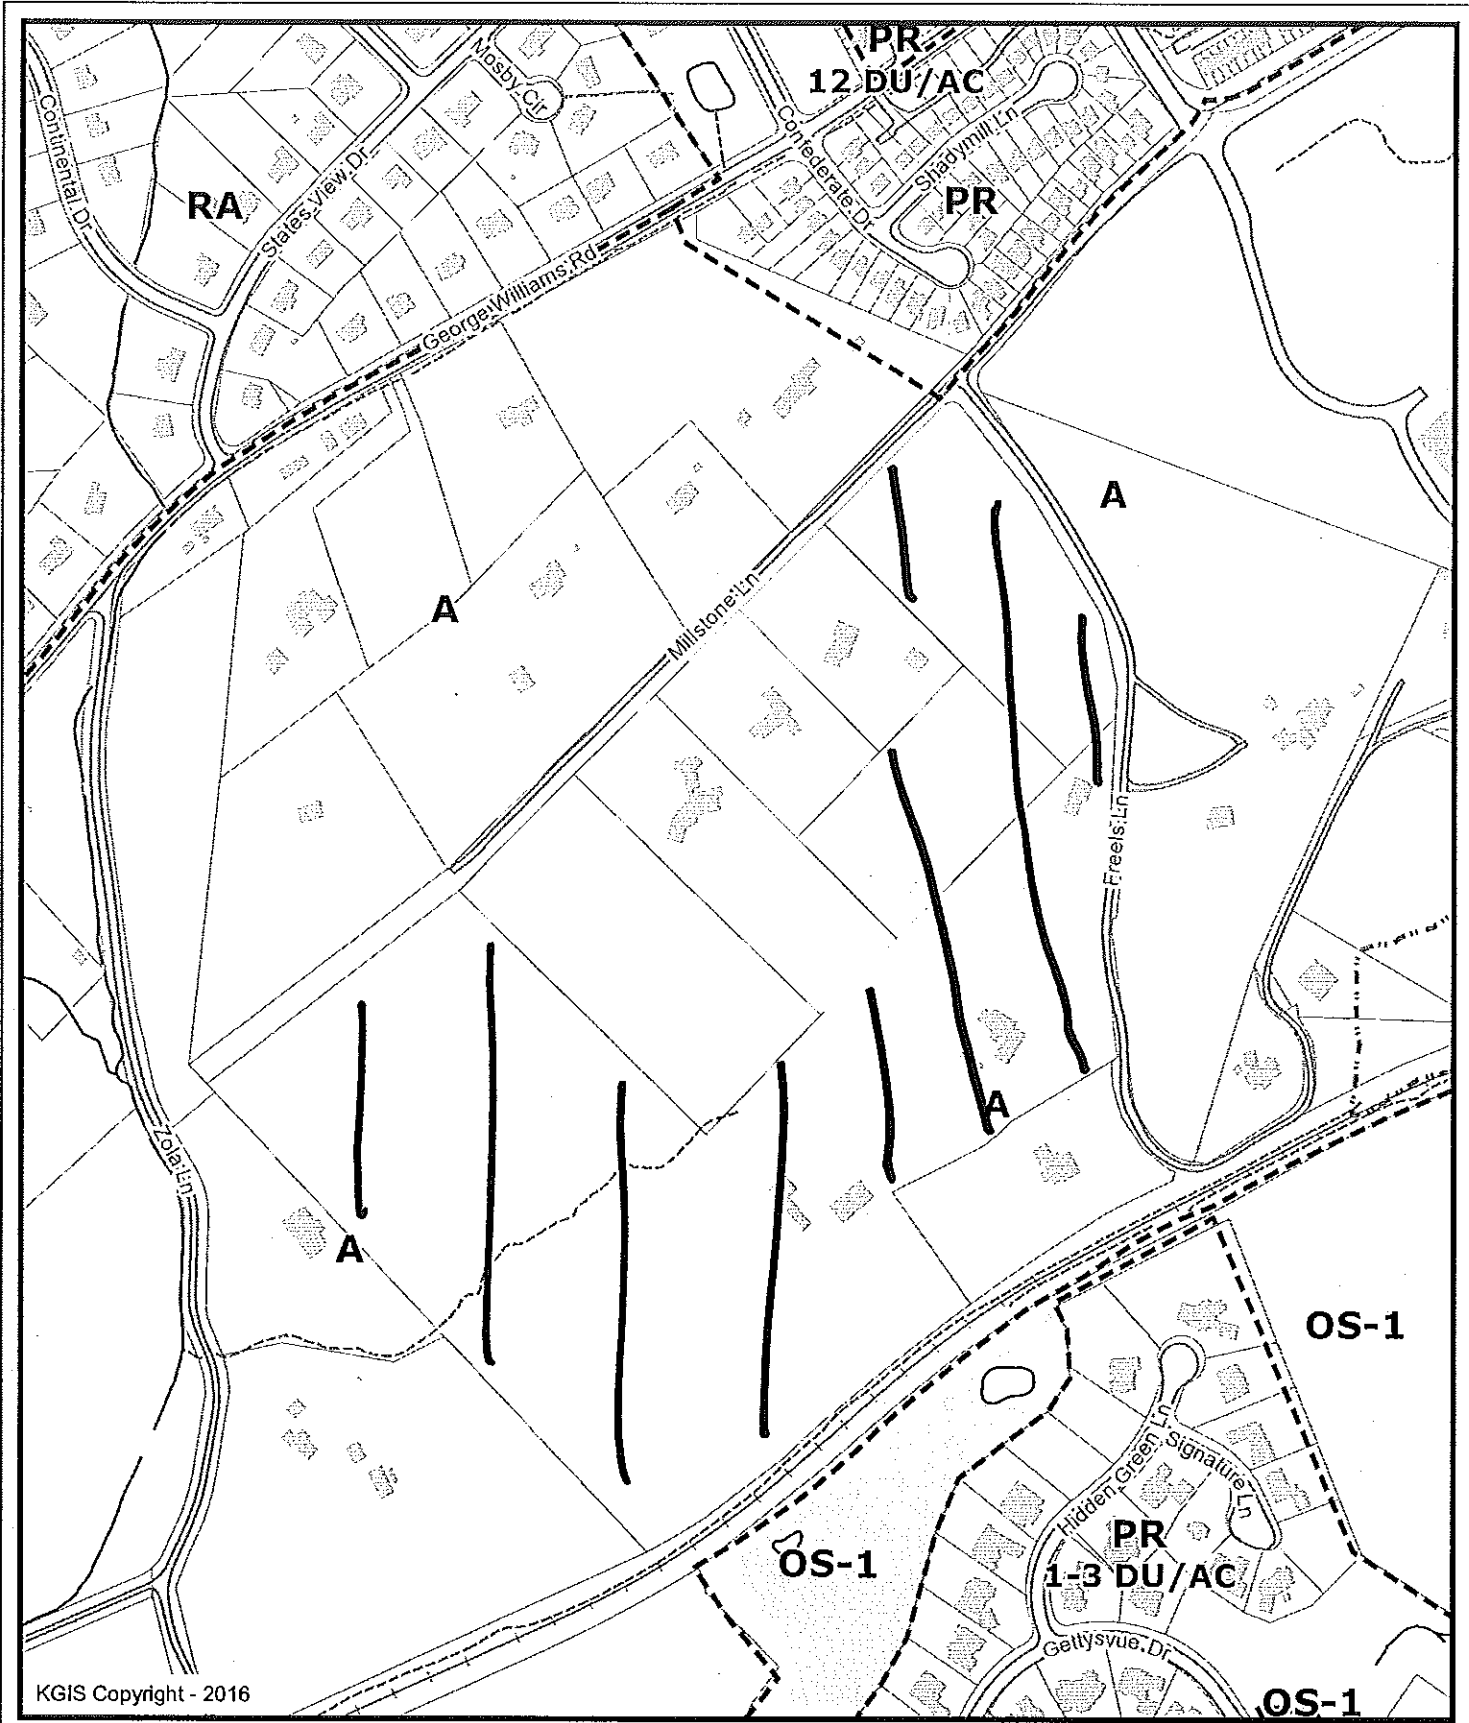 PR
12 DU/AC
Mosby Cir
Continental Dr
Confederate Dr
Shadymill Ln
RA
States View Dr
PR
George Williams Rd
A
A
Millstone Ln
Freels Ln
A
Zola Ln
A
OS-1
Hidden Green Ln
Signature Ln
PR
1-3 DU/AC
OS-1
Gettysvue Dr
KGIS Copyright - 2016
OS-1